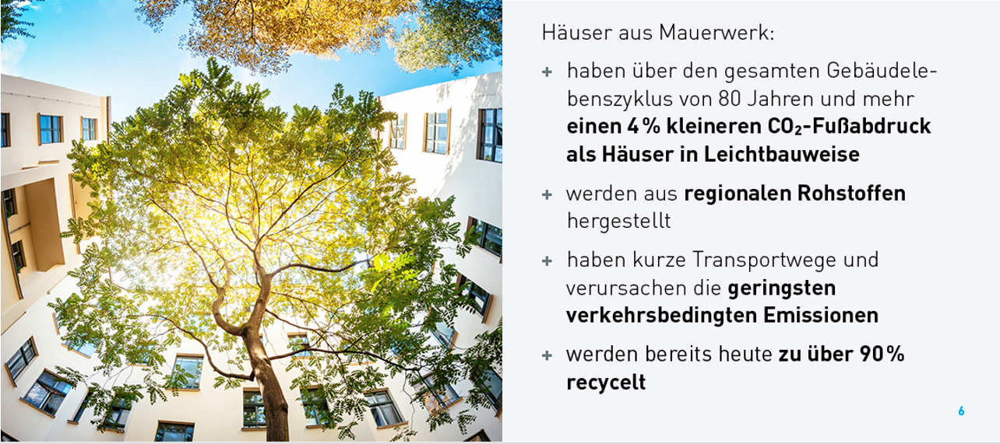 Häuser aus Mauerwerk:
+ haben über den gesamten Gebäudele-
benszyklus von 80 Jahren und mehr
einen 4 % kleineren CO₂-Fußabdruck
als Häuser in Leichtbauweise
+ werden aus regionalen Rohstoffen
hergestellt
+ haben kurze Transportwege und
verursachen die geringsten
verkehrsbedingten Emissionen
+ werden bereits heute zu über 90 %
recycelt
6